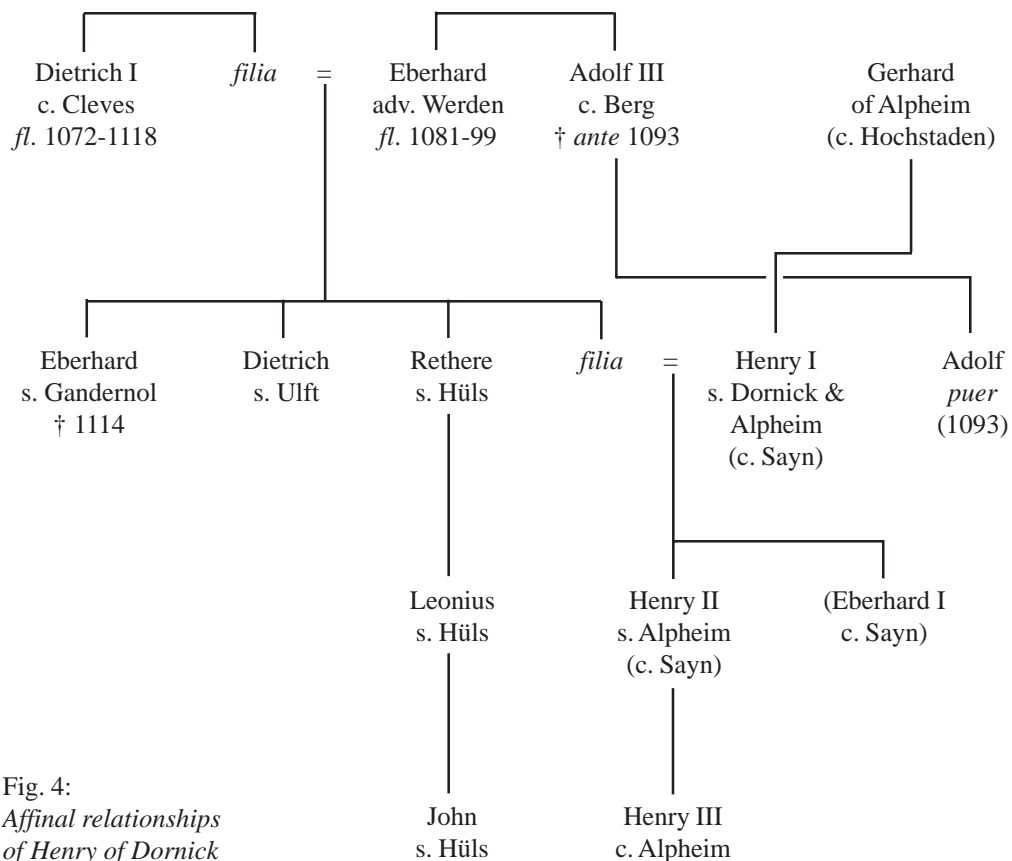 Dietrich I
c. Cleves
fl. 1072-1118
filia
=
Eberhard
adv. Werden
fl. 1081-99
Adolf III
c. Berg
† ante 1093
Gerhard
of Alpheim
(c. Hochstaden)
Eberhard
s. Gandernol
† 1114
Dietrich
s. Ulft
Rethere
s. Hüls
filia
=
Henry I
s. Dornick &
Alpheim
(c. Sayn)
Adolf
puer
(1093)
Leonius
s. Hüls
Henry II
s. Alpheim
(c. Sayn)
(Eberhard I
c. Sayn)
Fig. 4:
Affinal relationships
of Henry of Dornick
John
s. Hüls
Henry III
c. Alpheim